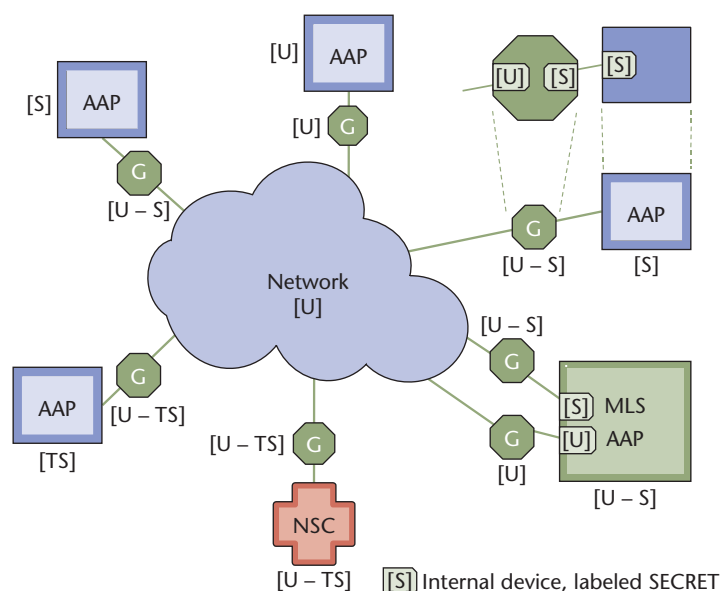 [U]
AAP
[U]
G
[S]
AAP
G
[U – S]
[U]
[S]
[S]
G
[U – S]
AAP
[S]
Network
[U]
[U – S]
G
[S]
MLS
[U]
AAP
G
[U]
[U – S]
AAP
[TS]
G
[U – TS]
[U – TS]
G
NSC
[U – TS]
[S] Internal device, labeled SECRET